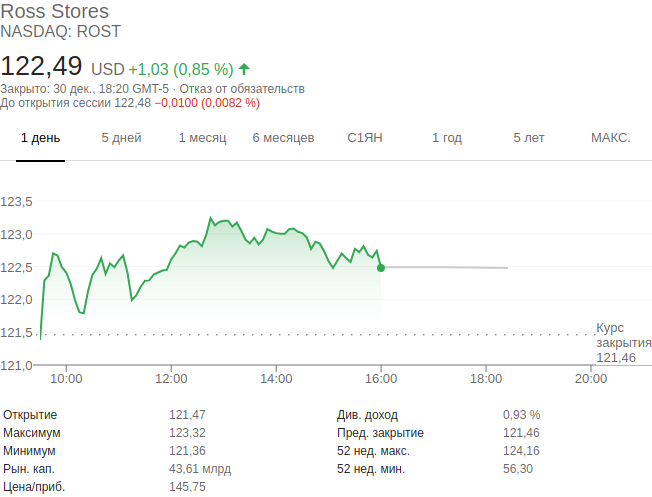 Ross Stores
NASDAQ: ROST
122,49 USD +1,03 (0,85 %)
Закрыто: 30 дек., 18:20 GMT-5 · Отказ от обязательств
До открытия сессии 122,48 −0,0100 (0,0082 %)
1 день 5 дней 1 месяц 6 месяцев С1ЯН 1 год 5 лет МАКС.
123,5
123,0
122,5
122,0
121,5
121,0
Курс
закрытия
121,46
10:00 12:00 14:00 16:00 18:00 20:00
Открытие 121,47 Див. доход 0,93 %
Максимум 123,32 Пред. закрытие 121,46
Минимум 121,36 52 нед. макс. 124,16
Рын. кап. 43,61 млрд 52 нед. мин. 56,30
Цена/приб. 145,75